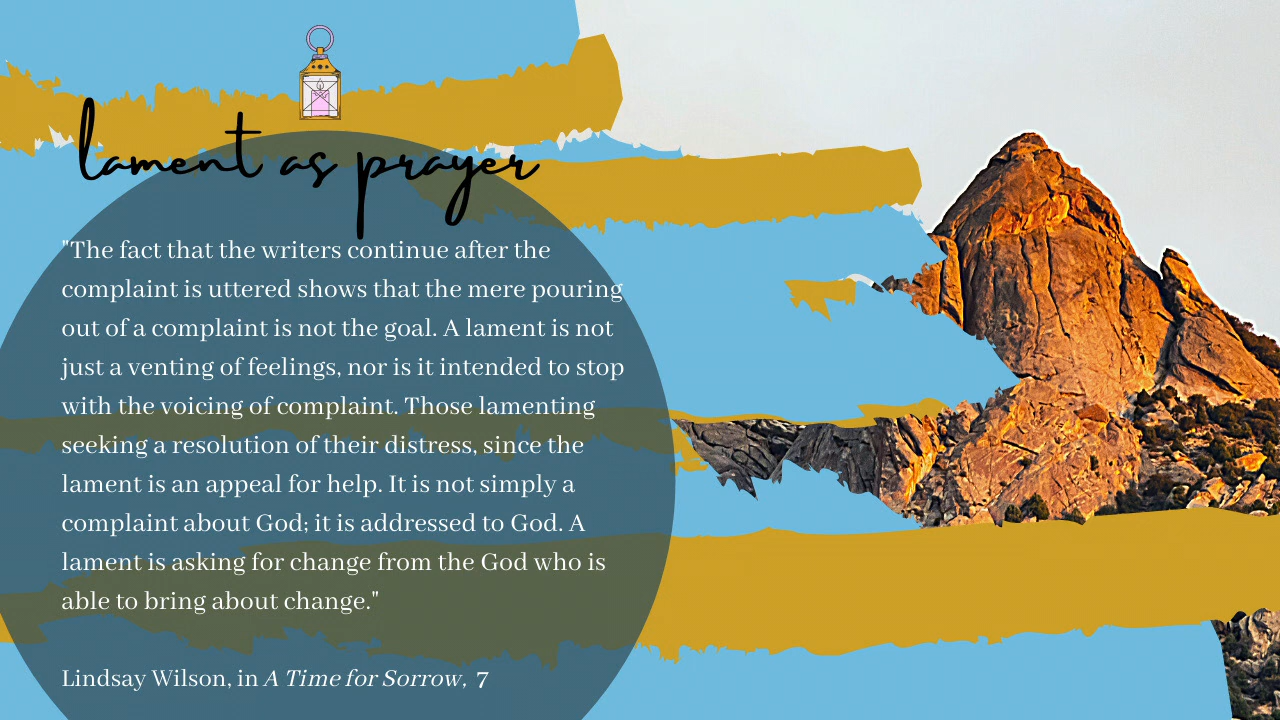 lament as prayer
"The fact that the writers continue after the
complaint is uttered shows that the mere pouring
out of a complaint is not the goal. A lament is not
just a venting of feelings, nor is it intended to stop
with the voicing of complaint. Those lamenting
seeking a resolution of their distress, since the
lament is an appeal for help. It is not simply a
complaint about God; it is addressed to God. A
lament is asking for change from the God who is
able to bring about change."
Lindsay Wilson, in A Time for Sorrow, 7